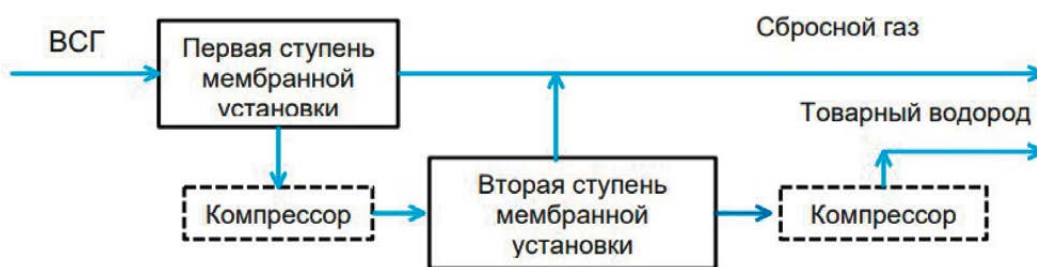 ВСГ
Первая ступень
мембранной
установки
Сбросной газ
Товарный водород
Компрессор
Вторая ступень
мембранной
установки
Компрессор